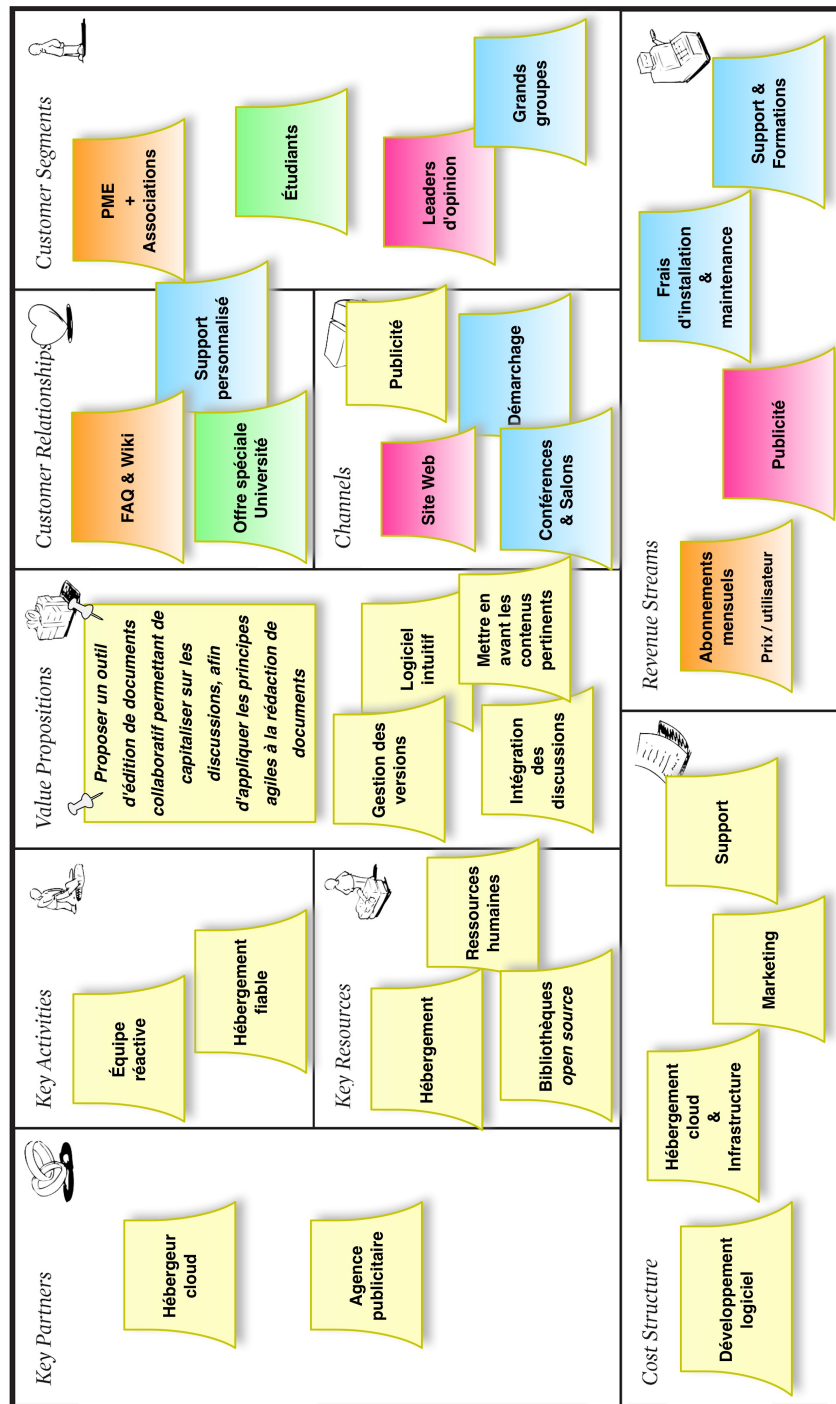 Key Partners
Hébergeur
cloud
Agence
publicitaire
Key Activities
Équipe
réactive
Hébergement
fiable
Key Resources
Hébergement
Ressources
humaines
Bibliothèques
open source
Value Propositions
Proposer un outil
d'édition de documents
collaboratif permettant de
capitaliser sur les
discussions, afin
d'appliquer les principes
agiles à la rédaction de
documents
Gestion des
versions
Logiciel
intuitif
Intégration
des
discussions
Mettre en
avant les
contenus
pertinents
Customer Relationships
FAQ & Wiki
Support
personnalisé
Offre spéciale
Université
Channels
Publicité
Site Web
Démarchage
Conférences
& Salons
Customer Segments
PME
+
Associations
Étudiants
Leaders
d'opinion
Grands
groupes
Cost Structure
Développement
logiciel
Hébergement
cloud
&
Infrastructure
Marketing
Support
Revenue Streams
Abonnements
mensuels
Prix / utilisateur
Publicité
Frais
d'installation
&
maintenance
Support &
Formations